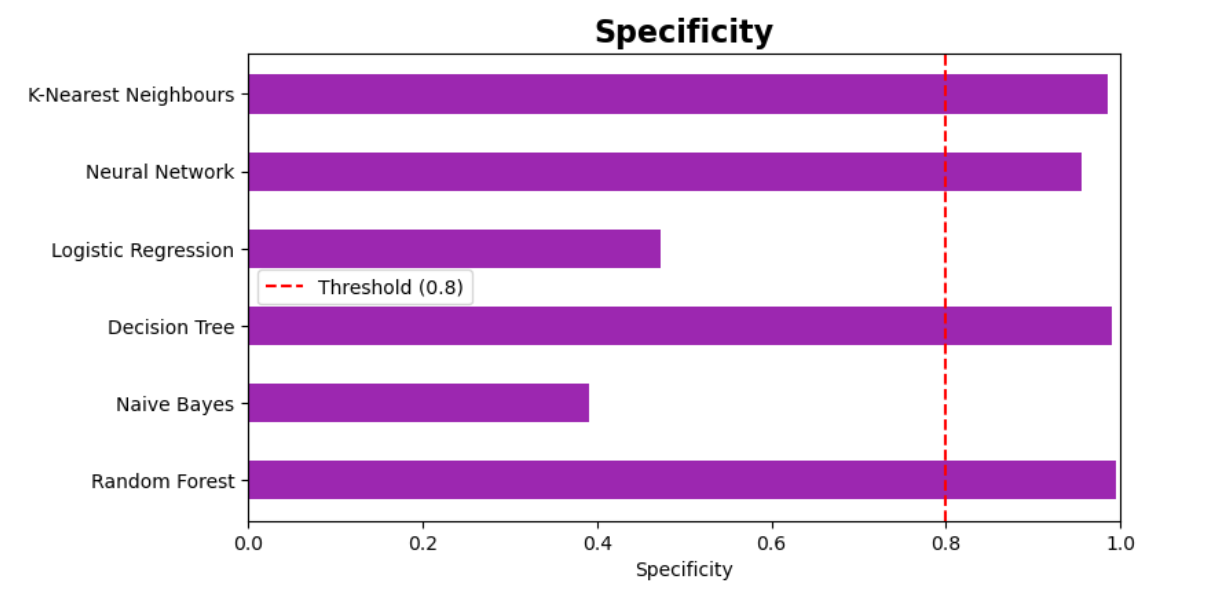 Specificity
K-Nearest Neighbours
Neural Network
Logistic Regression
Threshold (0.8)
Decision Tree
Naive Bayes
Random Forest
0.0 0.2 0.4 0.6 0.8 1.0
Specificity